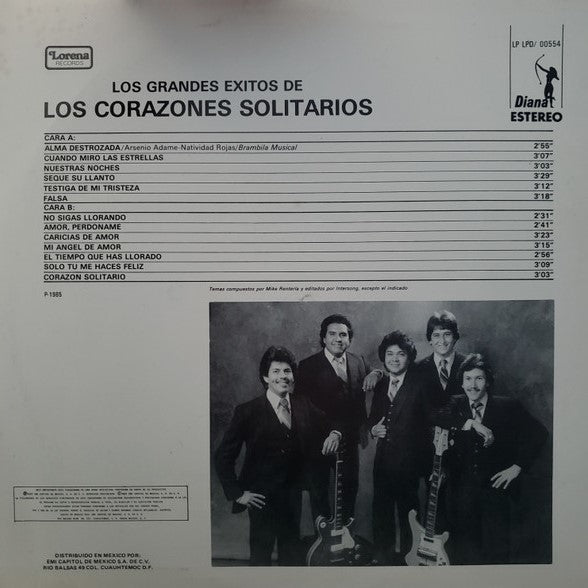 Lorena
RECORDS
LP LPD/ 00554
Diana
ESTEREO
LOS GRANDES EXITOS DE
LOS CORAZONES SOLITARIOS
CARA A:
ALMA DESTROZADA/Arsenio Adame-Natividad Rojas/Brambila Musical 2'55"
CUANDO MIRO LAS ESTRELLAS 3'07"
NUESTRAS NOCHES 3'03"
SEQUE SU LLANTO 3'29"
TESTIGA DE MI TRISTEZA 3'12"
FALSA 3'18"
CARA B:
NO SIGAS LLORANDO 2'31"
AMOR, PERDONAME 2'41"
CARICIAS DE AMOR 3'23"
MI ANGEL DE AMOR 3'15"
EL TIEMPO QUE HAS LLORADO 2'56"
SOLO TU ME HACES FELIZ 3'09"
CORAZON SOLITARIO 3'03"
Temas compuestos por Mike Rentería y editados por Intersong, excepto el indicado
P-1985
DISTRIBUIDO EN MEXICO POR:
EMI CAPITOL DE MEXICO S.A. DE C.V.
RIO BALSAS 49 COL. CUAUHTEMOC D.F.